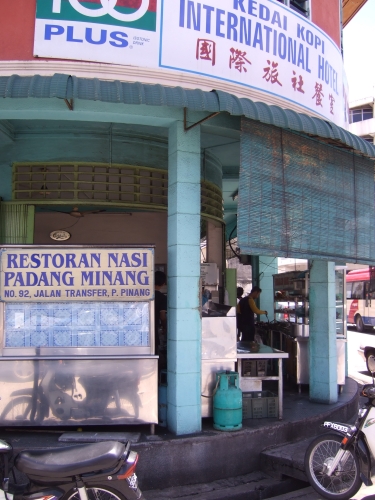 100
PLUS
KEDAI KOPI
INTERNATIONAL HOTEL
國際旅社餐室
RESTORAN NASI
PADANG MINANG
NO. 92, JALAN TRANSFER, P. PINANG